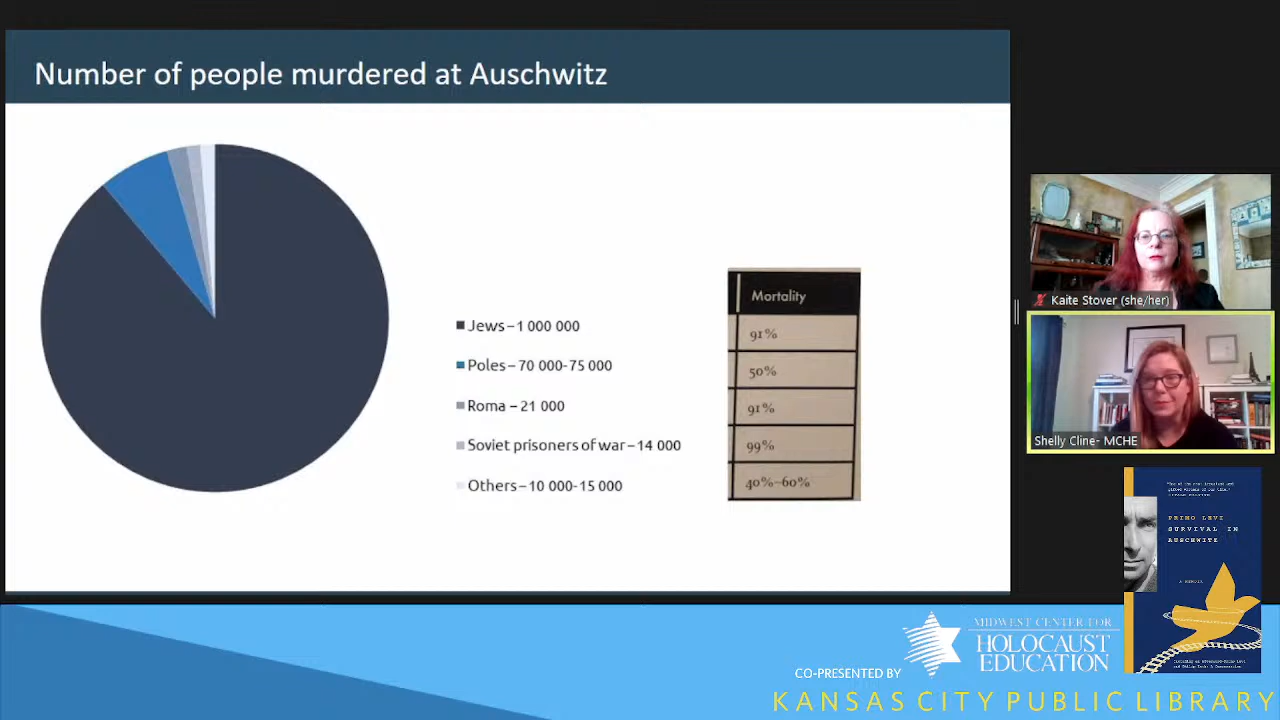 Number of people murdered at Auschwitz
Jews – 1 000 000
Poles – 70 000-75 000
Roma – 21 000
Soviet prisoners of war – 14 000
Others – 10 000-15 000
Mortality
91%
50%
91%
99%
40%–60%
Kaite Stover (she/her)
Shelly Cline- MCHE
PRIMO LEVI
SURVIVAL IN
AUSCHWITZ
A MEMOIR
CO-PRESENTED BY
MIDWEST CENTER FOR
HOLOCAUST
EDUCATION
KANSAS CITY PUBLIC LIBRARY